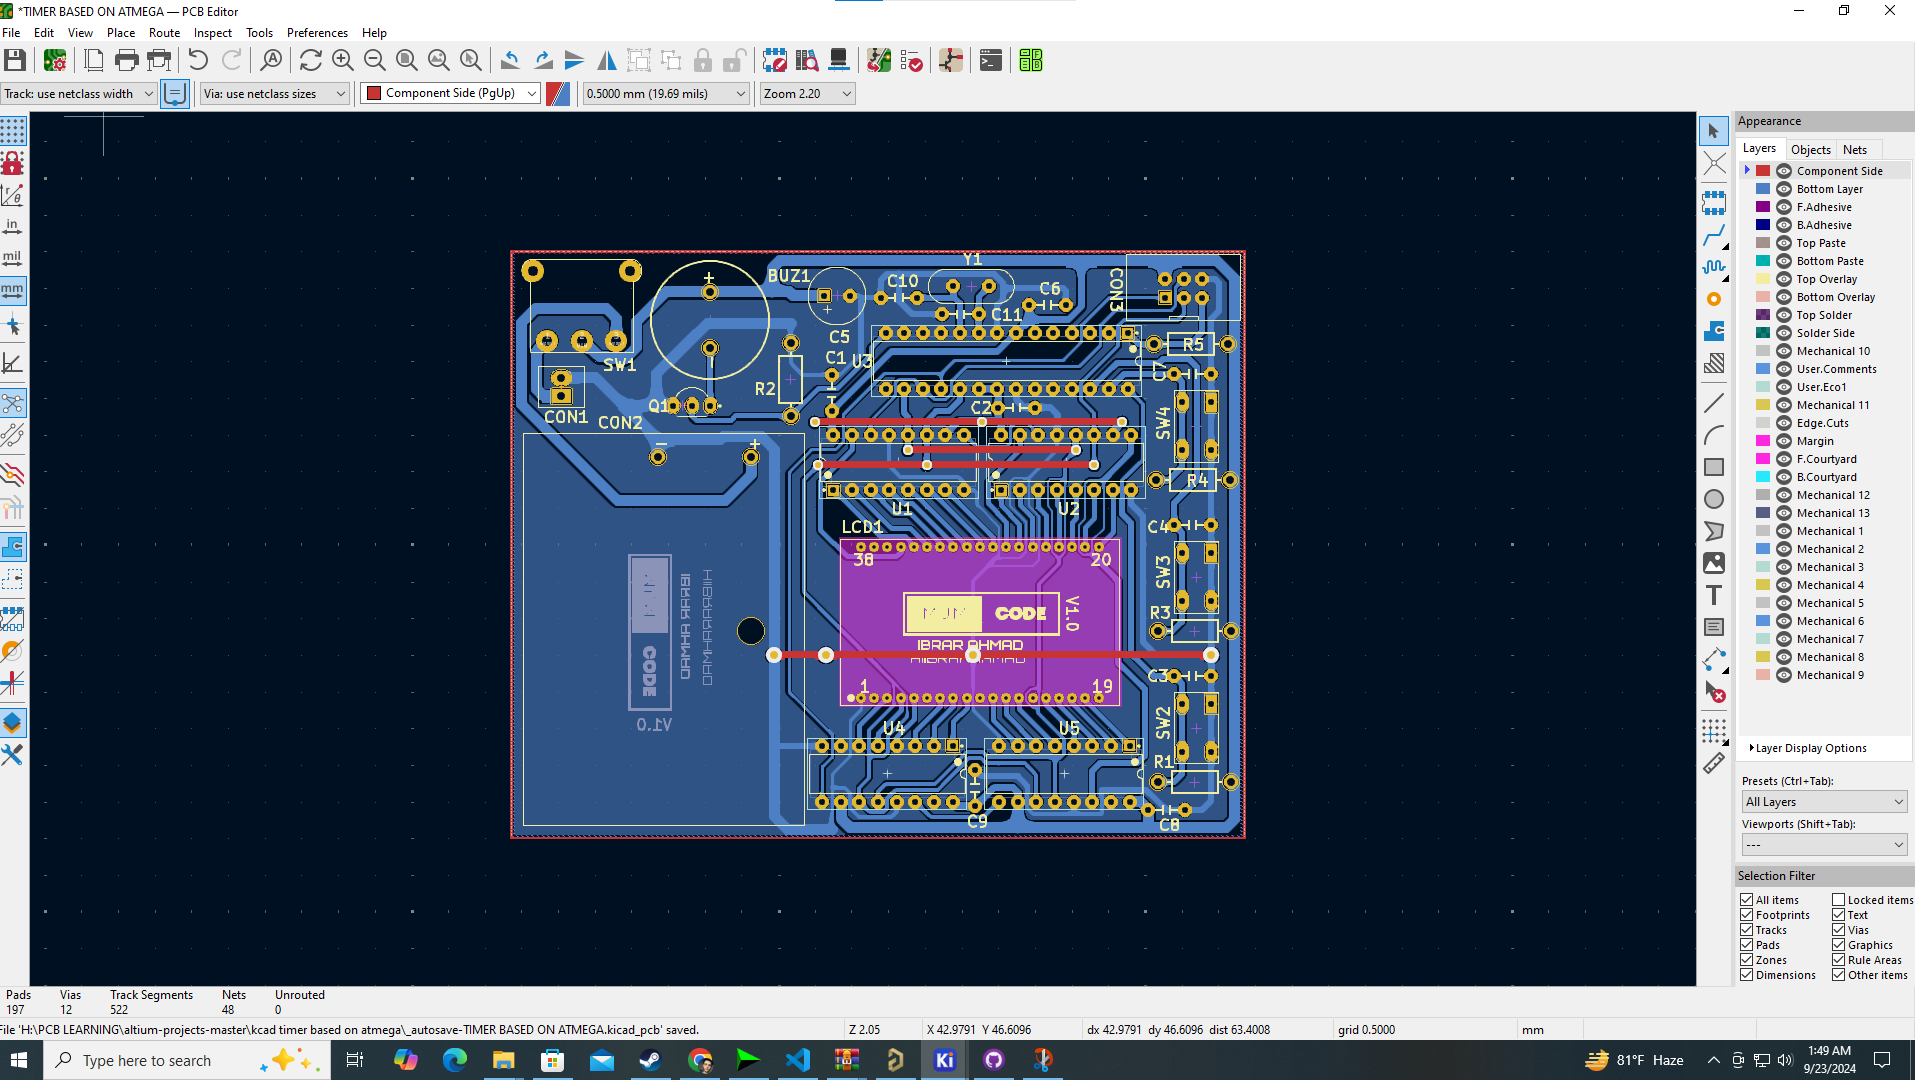 *TIMER BASED ON ATMEGA — PCB Editor
File Edit View Place Route Inspect Tools Preferences Help
Track: use netclass width
Via: use netclass sizes
Component Side (PgUp)
0.5000 mm (19.69 mils)
Zoom 2.20
in
mil
mm
Appearance
Layers Objects Nets
Component Side
Bottom Layer
F.Adhesive
B.Adhesive
Top Paste
Bottom Paste
Top Overlay
Bottom Overlay
Top Solder
Solder Side
Mechanical 10
User.Comments
User.Eco1
Mechanical 11
Edge.Cuts
Margin
F.Courtyard
B.Courtyard
Mechanical 12
Mechanical 13
Mechanical 1
Mechanical 2
Mechanical 3
Mechanical 4
Mechanical 5
Mechanical 6
Mechanical 7
Mechanical 8
Mechanical 9
Layer Display Options
Presets (Ctrl+Tab):
All Layers
Viewports (Shift+Tab):
---
Selection Filter
All items Locked items
Footprints Text
Tracks Vias
Pads Graphics
Zones Rule Areas
Dimensions Other items
BUZ1
C10
Y1
C6
C11
CON3
C5
C1
U3
R5
C7
SW1
R2
Q1
C2
SW4
CON1
CON2
R4
U1
U2
LCD1
C4
38
20
SW3
CODE
V1.0
IBRAR AHMAD
R3
1
19
C3
CODE
IBRAR AHMAD
V1.0
U4
U5
SW2
R1
C9
C8
Pads Vias Track Segments Nets Unrouted
197 12 522 48 0
File 'H:\PCB LEARNING\altium-projects-master\kcad timer based on atmega\_autosave-TIMER BASED ON ATMEGA.kicad_pcb' saved.
Z 2.05
X 42.9791 Y 46.6096
dx 42.9791 dy 46.6096 dist 63.4008
grid 0.5000
mm
Type here to search
Ki
81°F Haze
1:49 AM
9/23/2024